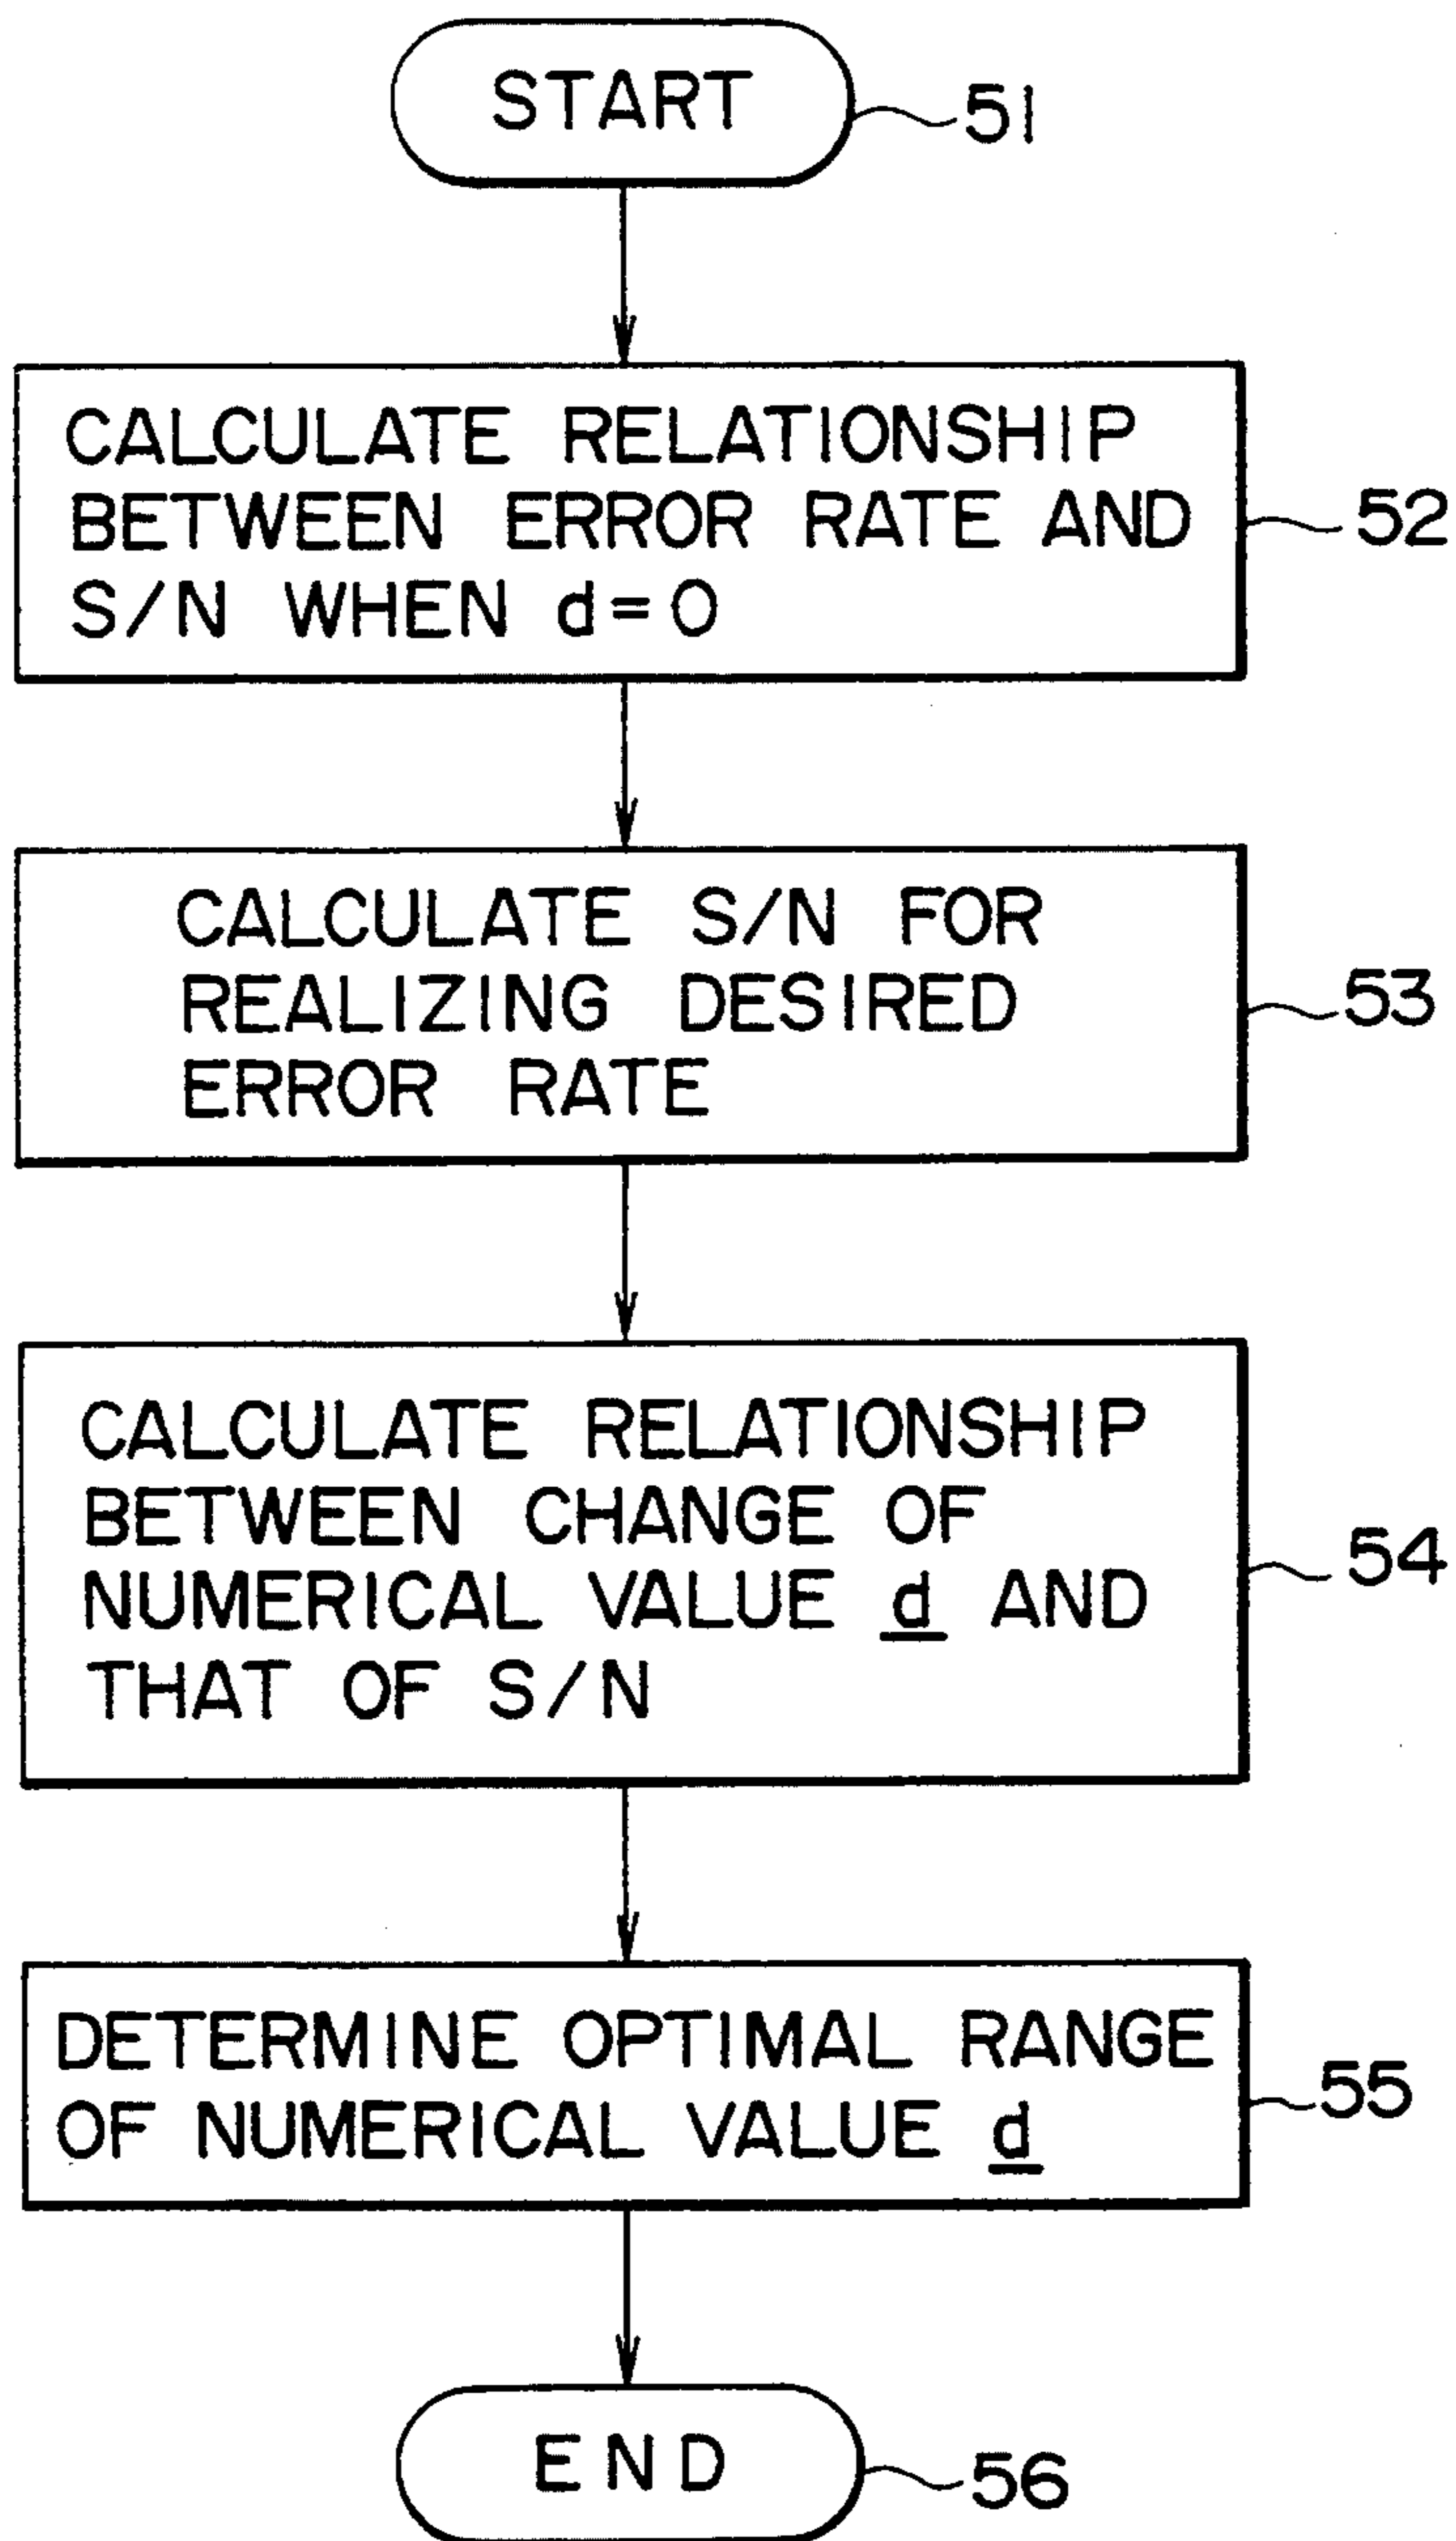 START
51
CALCULATE RELATIONSHIP
BETWEEN ERROR RATE AND
S/N WHEN d=0
52
CALCULATE S/N FOR
REALIZING DESIRED
ERROR RATE
53
CALCULATE RELATIONSHIP
BETWEEN CHANGE OF
NUMERICAL VALUE d AND
THAT OF S/N
54
DETERMINE OPTIMAL RANGE
OF NUMERICAL VALUE d
55
END
56